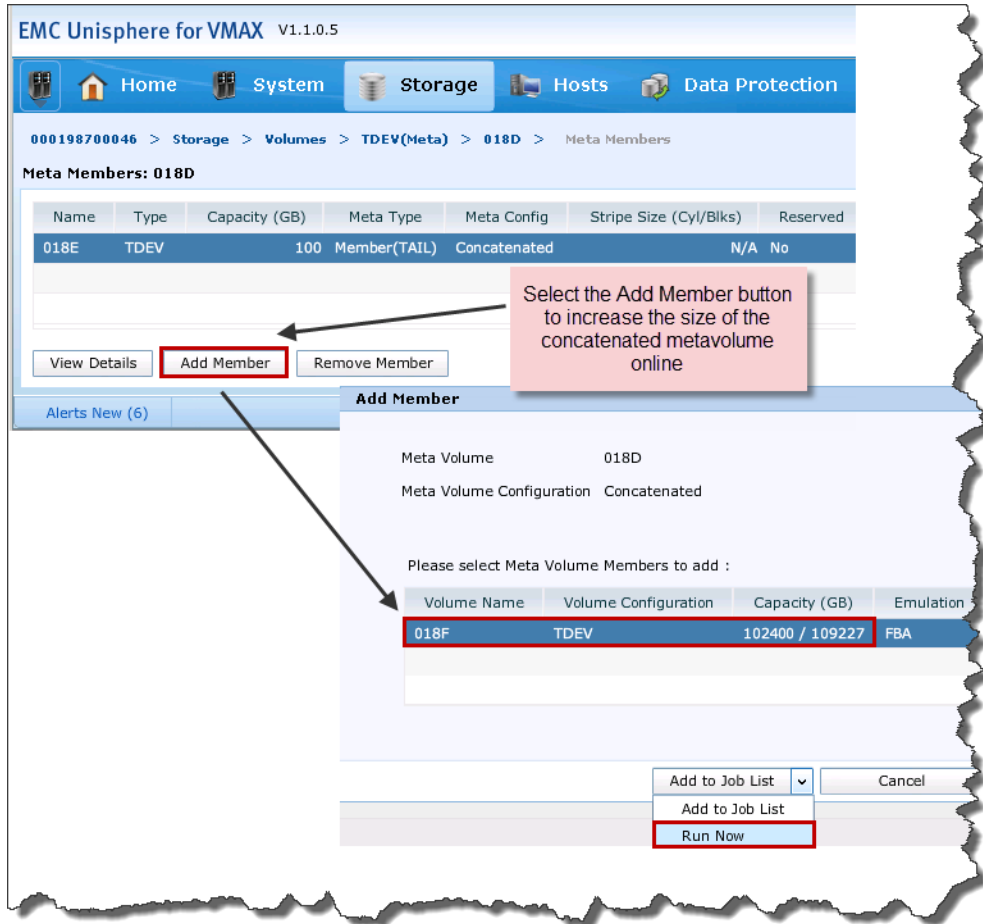 EMC Unisphere for VMAX V1.1.0.5
Home System Storage Hosts Data Protection
000198700046 > Storage > Volumes > TDEV(Meta) > 018D > Meta Members
Meta Members: 018D
Name Type Capacity (GB) Meta Type Meta Config Stripe Size (Cyl/Blks) Reserved
018E TDEV 100 Member(TAIL) Concatenated N/A No
Select the Add Member button
to increase the size of the
concatenated metavolume
online
View Details Add Member Remove Member
Alerts New (6)
Add Member
Meta Volume 018D
Meta Volume Configuration Concatenated
Please select Meta Volume Members to add :
Volume Name Volume Configuration Capacity (GB) Emulation
018F TDEV 102400 / 109227 FBA
Add to Job List Cancel
Add to Job List
Run Now